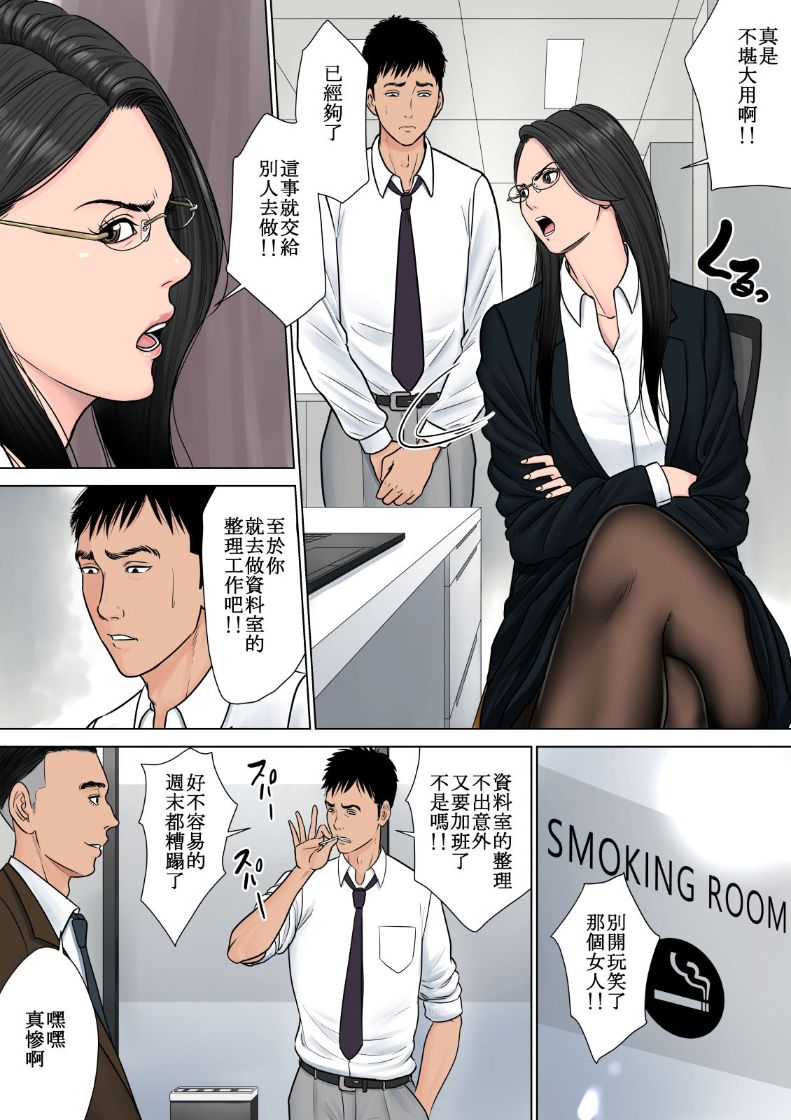 真是
不堪大用啊!!
くるっ
已經夠了
這事就交給
別人去做!!
至於你
就去做資料室的
整理工作吧!!
SMOKING ROOM
別開玩笑了
那個女人!!
資料室的整理
不出意外
又要加班了
不是嗎!!
スパー
スパー
好不容易的
週末都糟蹋了
嘿嘿
真慘啊